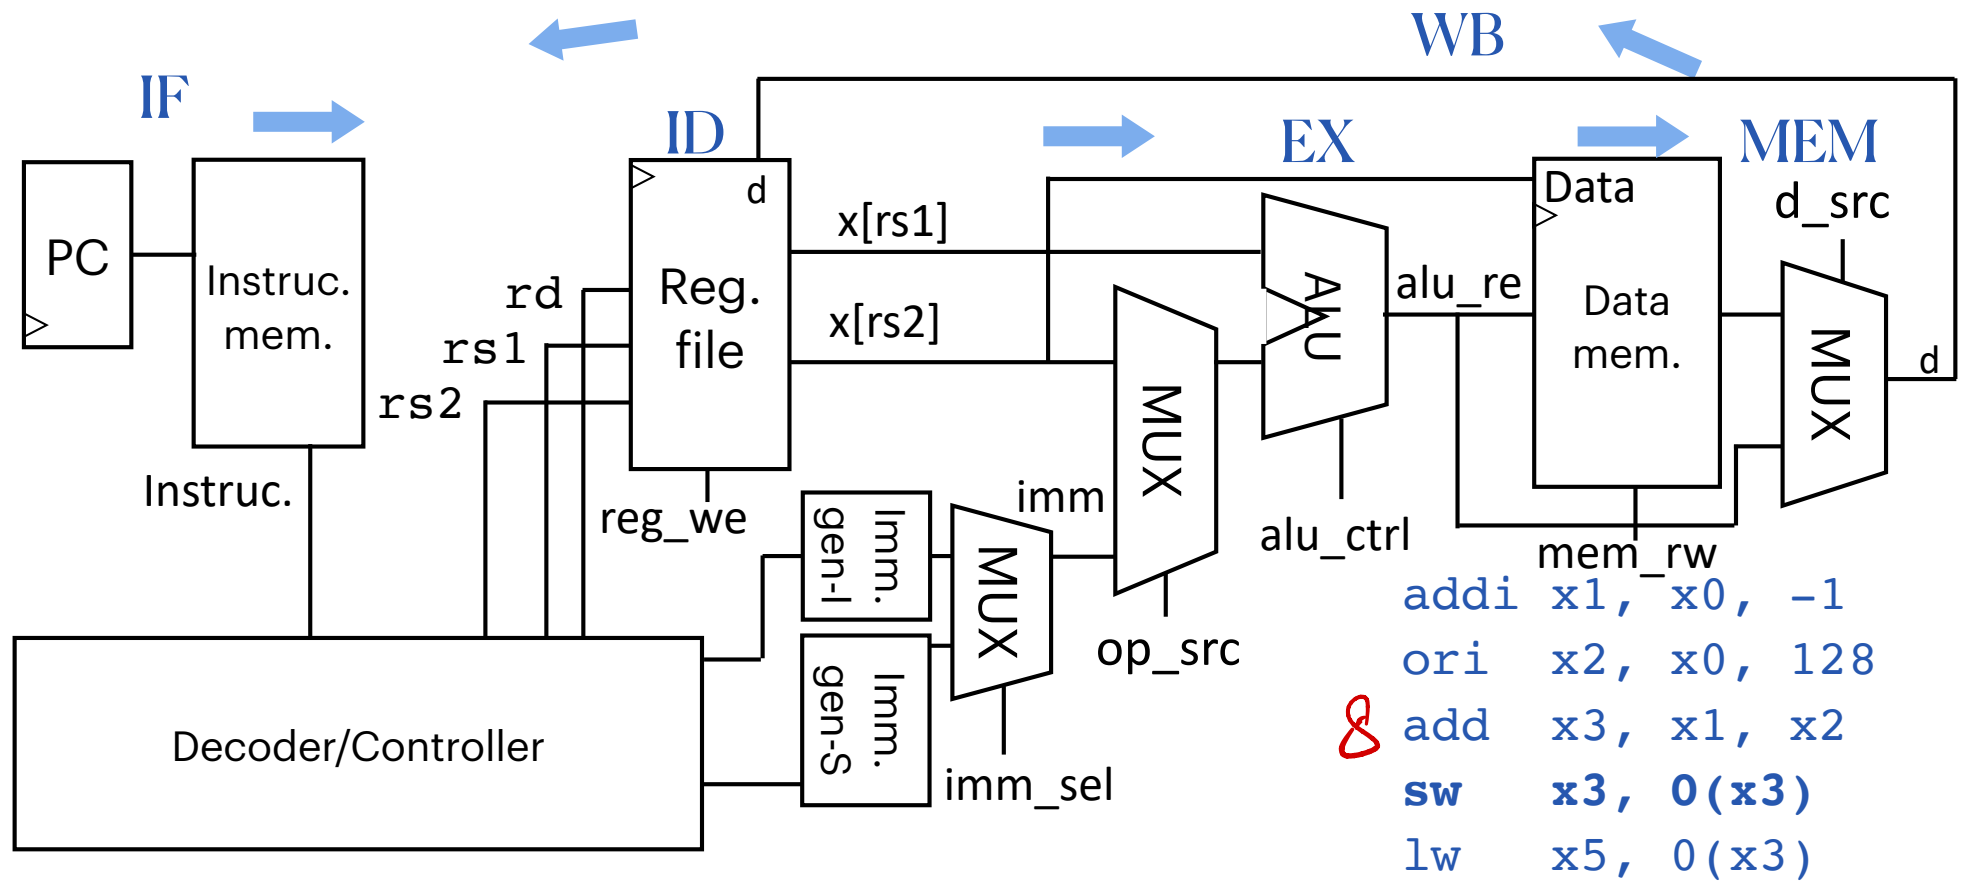 WB
IF
ID
EX
MEM
PC
Instruc.
mem.
rd
rs1
rs2
d
Reg.
file
x[rs1]
x[rs2]
ALU
alu_re
Data
Data
mem.
d_src
MUX
d
Instruc.
reg_we
Imm.
gen-I
imm
MUX
MUX
alu_ctrl
mem_rw
Imm.
gen-S
op_src
imm_sel
Decoder/Controller
addi x1, x0, -1
ori x2, x0, 128
8 add x3, x1, x2
sw x3, 0(x3)
lw x5, 0(x3)